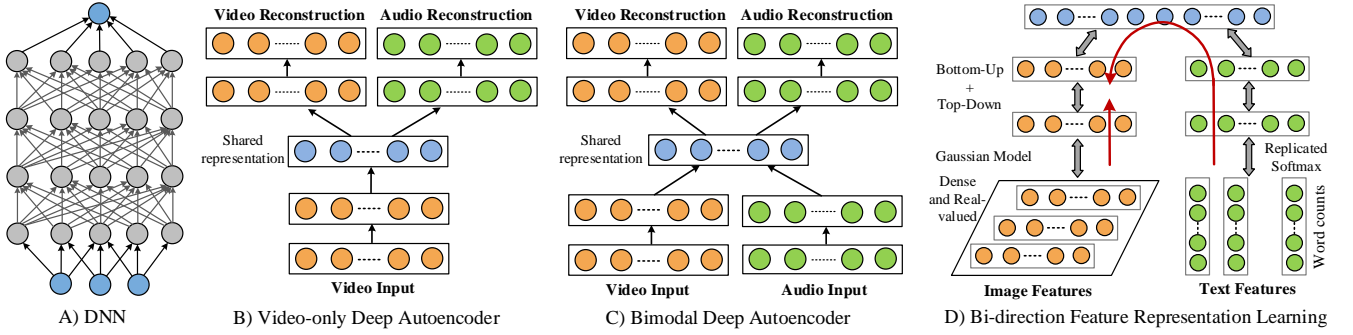 A) DNN
Video Reconstruction
Audio Reconstruction
Shared
representation
Video Input
B) Video-only Deep Autoencoder
Video Reconstruction
Audio Reconstruction
Shared
representation
Video Input
Audio Input
C) Bimodal Deep Autoencoder
Bottom-Up
+
Top-Down
Gaussian Model
Replicated
Softmax
Dense
and Real-
valued
Word counts
Image Features
Text Features
D) Bi-direction Feature Representation Learning